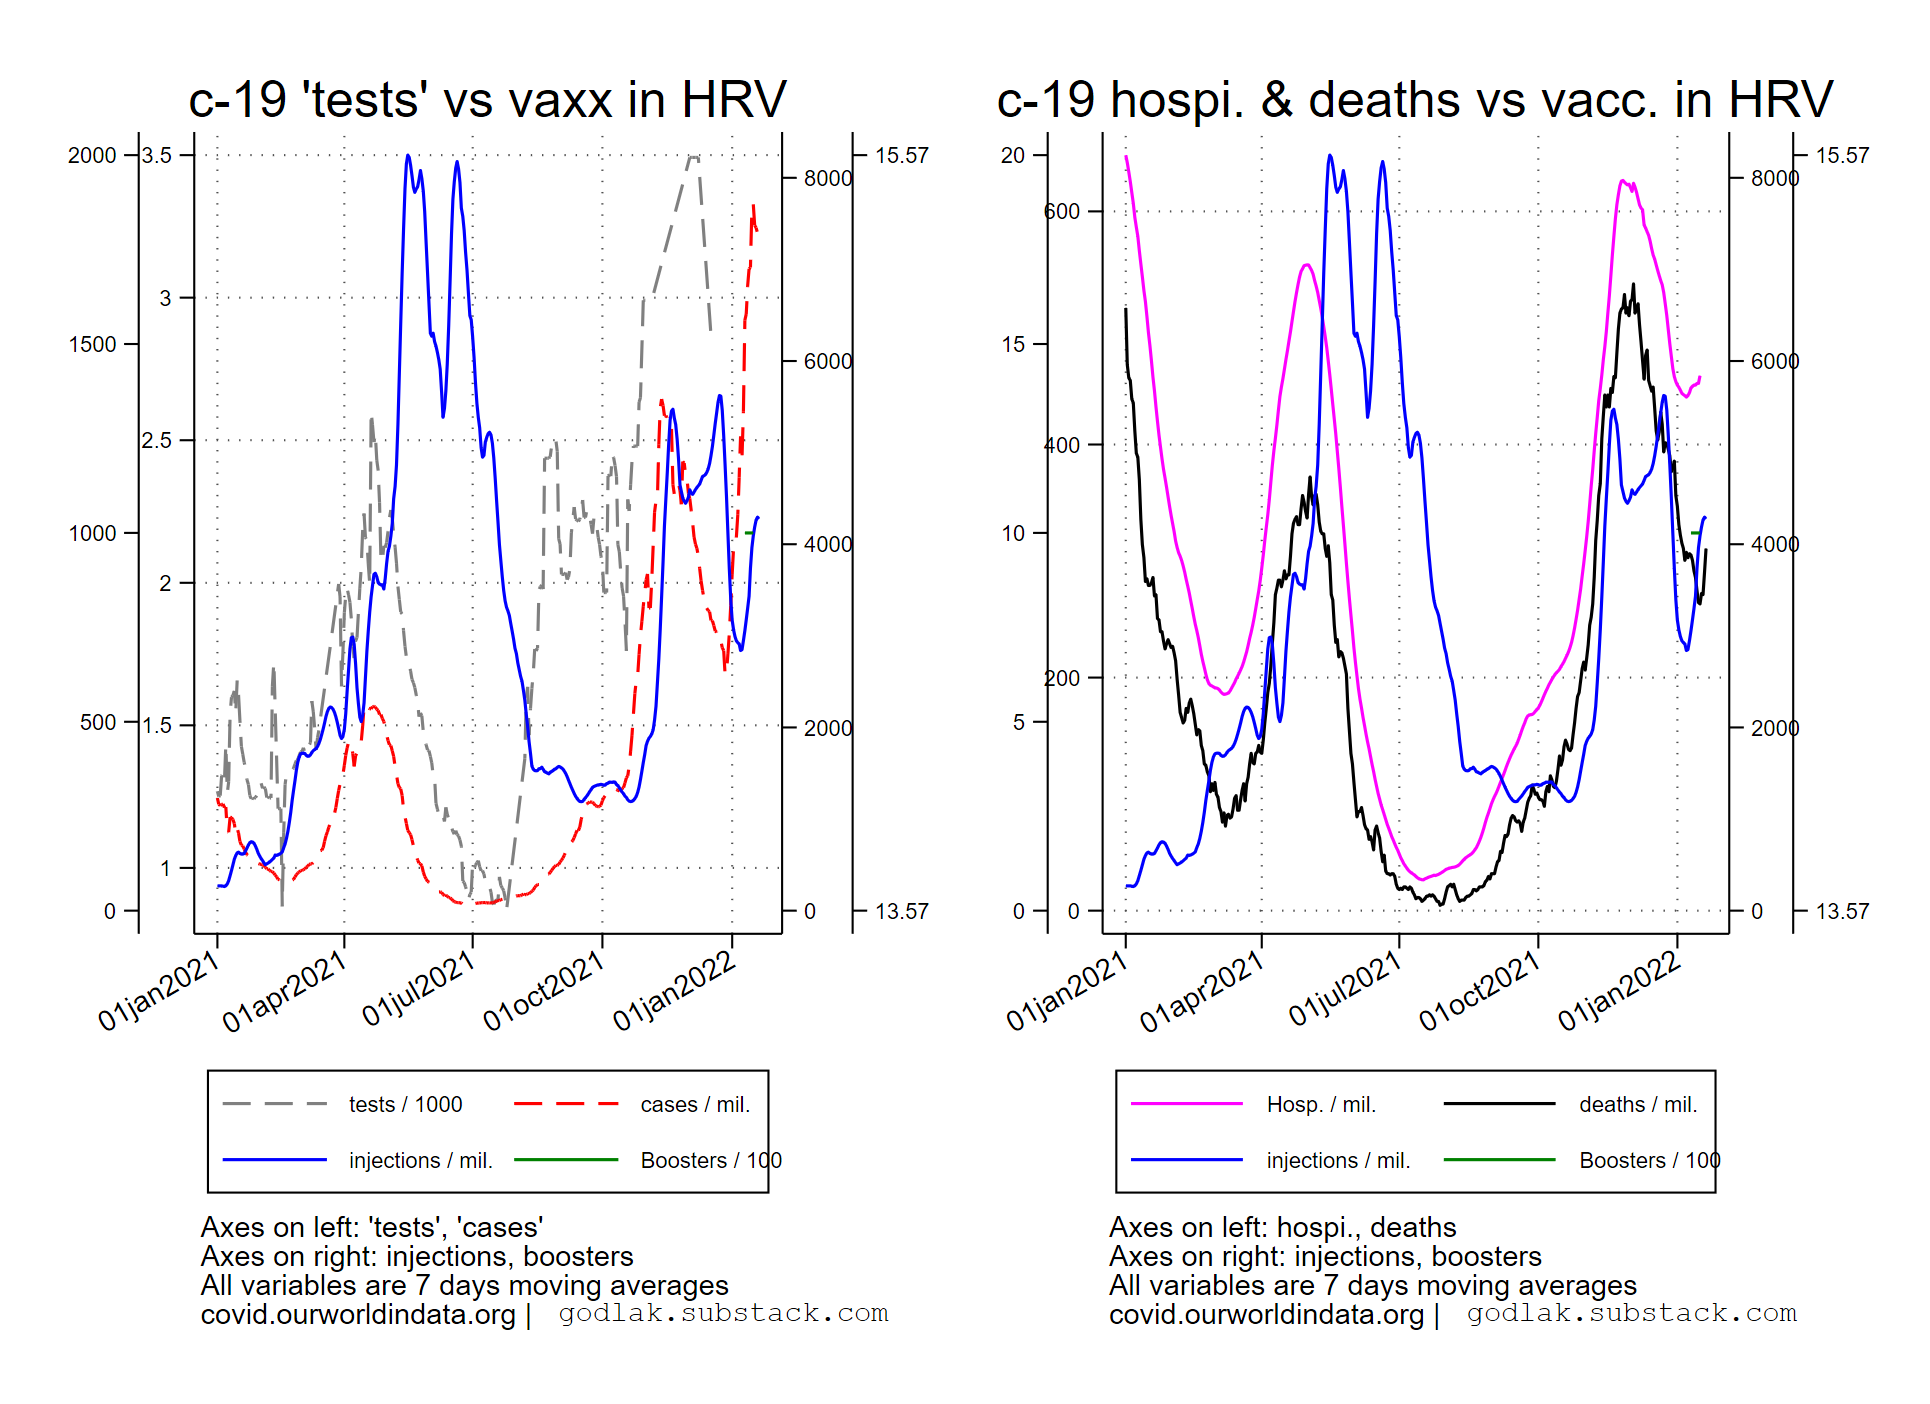 c-19 'tests' vs vaxx in HRV
2000
1500
1000
500
0
3.5
3
2.5
2
1.5
1
8000
6000
4000
2000
0
15.57
13.57
01jan2021
01apr2021
01jul2021
01oct2021
01jan2022
tests / 1000
cases / mil.
injections / mil.
Boosters / 100
Axes on left: 'tests', 'cases'
Axes on right: injections, boosters
All variables are 7 days moving averages
covid.ourworldindata.org | godlak.substack.com
c-19 hospi. & deaths vs vacc. in HRV
20
15
10
5
0
600
400
200
0
8000
6000
4000
2000
0
15.57
13.57
01jan2021
01apr2021
01jul2021
01oct2021
01jan2022
Hosp. / mil.
deaths / mil.
injections / mil.
Boosters / 100
Axes on left: hospi., deaths
Axes on right: injections, boosters
All variables are 7 days moving averages
covid.ourworldindata.org | godlak.substack.com